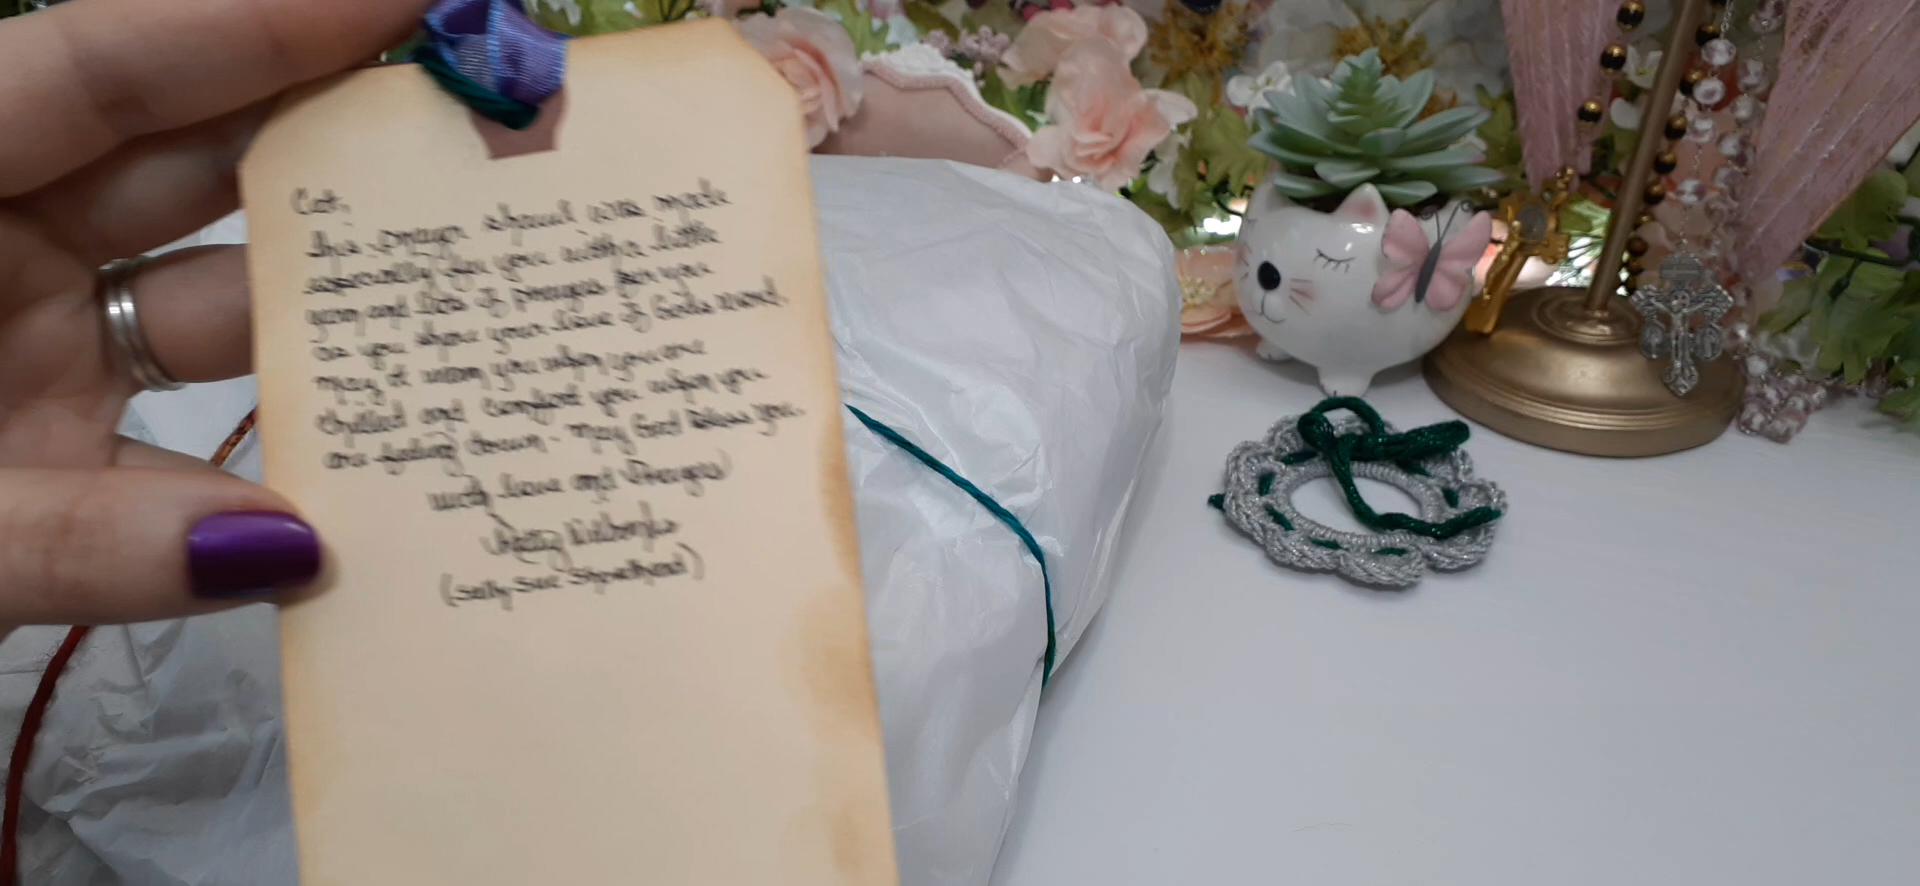 Cat,
This prayer shawl was made
especially for you with a little
yarn and lots of prayers for you
as you share your love of God's word.
May it warm you when you are
chilled and comfort you when you
are feeling down - May God Bless You.
with love and Prayers
(Sally Sue